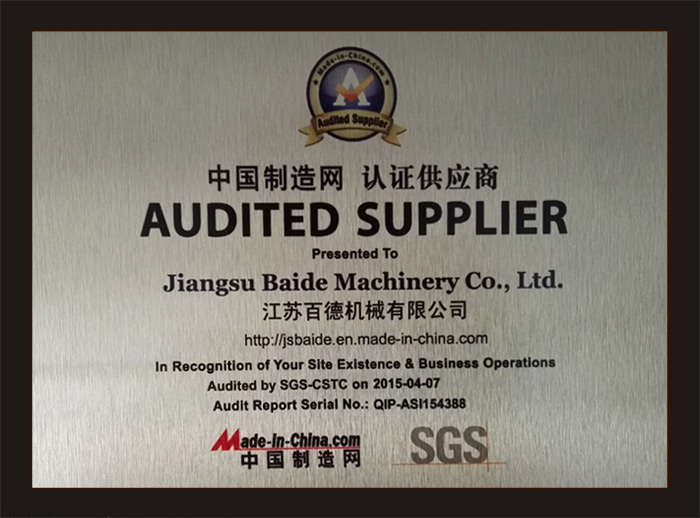 Made-in-China.com
A
Audited Supplier
中国制造网 认证供应商
AUDITED SUPPLIER
Presented To
Jiangsu Baide Machinery Co., Ltd.
江苏百德机械有限公司
http://jsbaide.en.made-in-china.com
In Recognition of Your Site Existence & Business Operations
Audited by SGS-CSTC on 2015-04-07
Audit Report Serial No.: QIP-ASI154388
Made-in-China.com
中国制造网
SGS